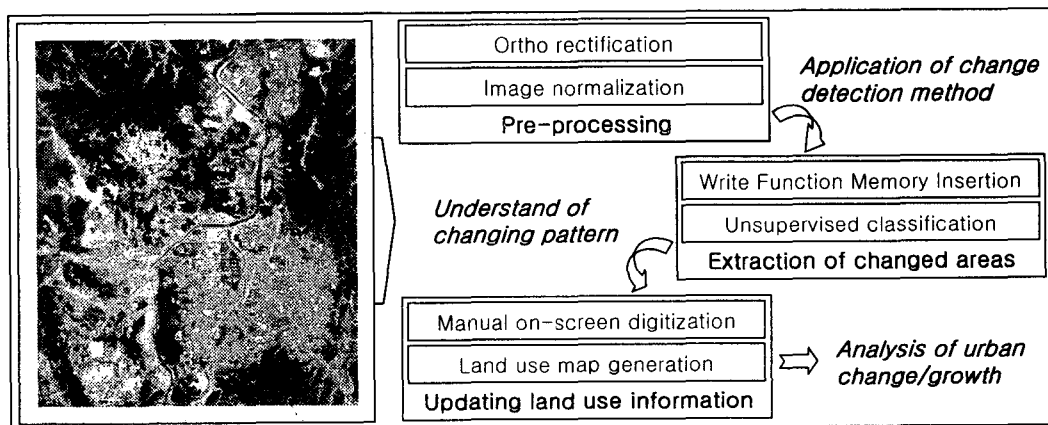 Ortho rectification
Image normalization
Pre-processing
Application of change
detection method
Write Function Memory Insertion
Unsupervised classification
Extraction of changed areas
Understand of
changing pattern
Manual on-screen digitization
Land use map generation
Updating land use information
Analysis of urban
change/growth